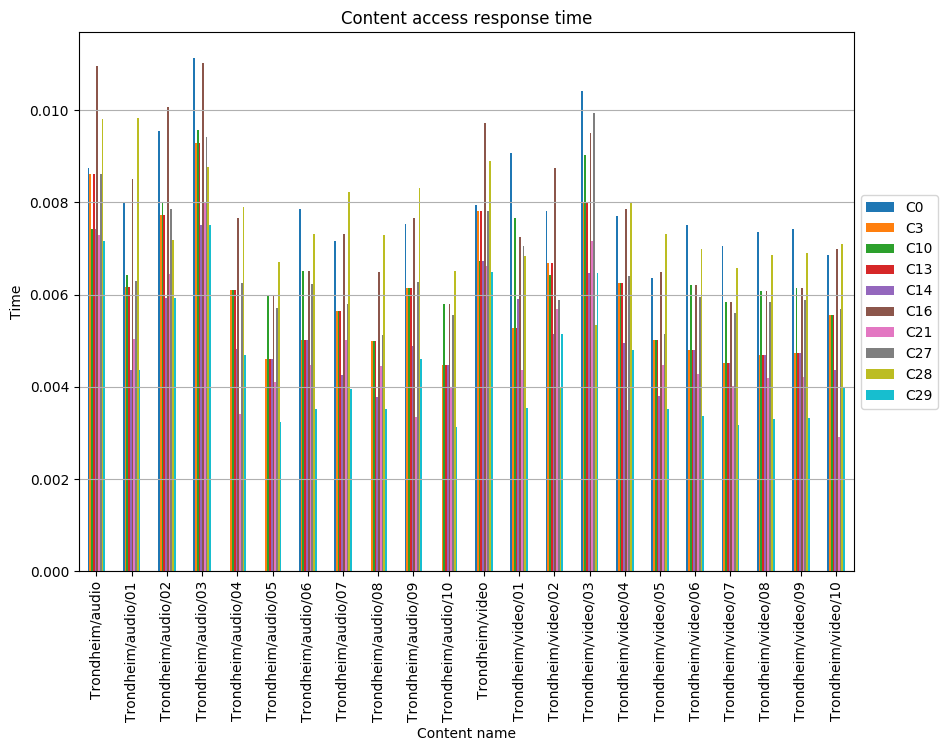 Content access response time
Time
0.010
0.008
0.006
0.004
0.002
0.000
C0
C3
C10
C13
C14
C16
C21
C27
C28
C29
Trondheim/audio
Trondheim/audio/01
Trondheim/audio/02
Trondheim/audio/03
Trondheim/audio/04
Trondheim/audio/05
Trondheim/audio/06
Trondheim/audio/07
Trondheim/audio/08
Trondheim/audio/09
Trondheim/audio/10
Trondheim/video
Trondheim/video/01
Trondheim/video/02
Trondheim/video/03
Trondheim/video/04
Trondheim/video/05
Trondheim/video/06
Trondheim/video/07
Trondheim/video/08
Trondheim/video/09
Trondheim/video/10
Content name